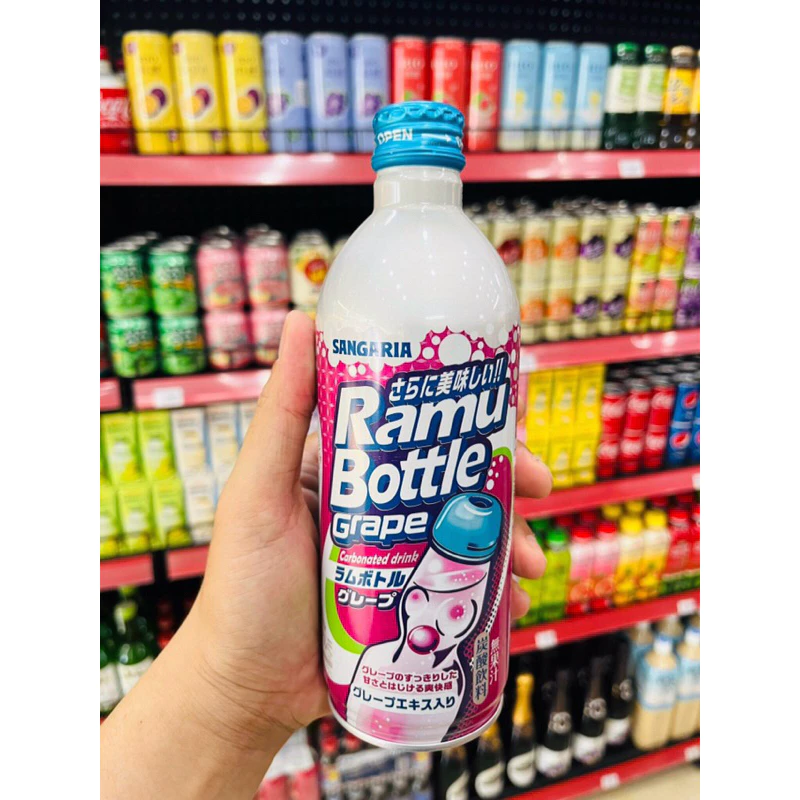 OPEN
SANGARIA
さらに美味しい!!
Ramu
Bottle
Grape
Carbonated drink
ラムボトル
グレープ
グレープのすっきりした
甘さとはじける爽快感
グレープエキス入り
無果汁
炭酸飲料